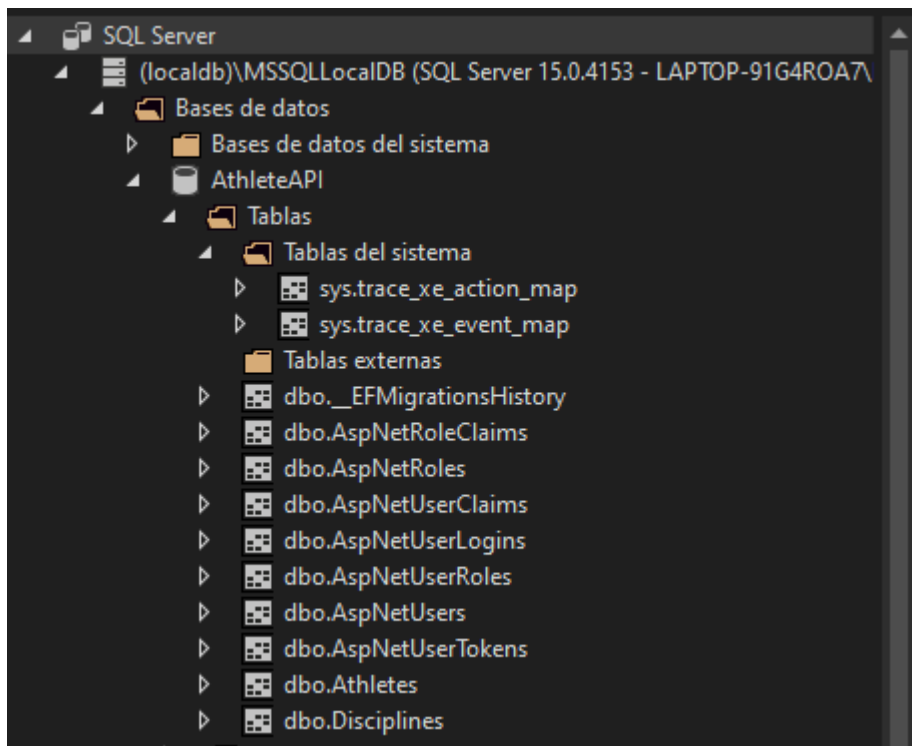 SQL Server
(localdb)\MSSQLLocalDB (SQL Server 15.0.4153 - LAPTOP-91G4ROA7\
Bases de datos
Bases de datos del sistema
AthleteAPI
Tablas
Tablas del sistema
sys.trace_xe_action_map
sys.trace_xe_event_map
Tablas externas
dbo.__EFMigrationsHistory
dbo.AspNetRoleClaims
dbo.AspNetRoles
dbo.AspNetUserClaims
dbo.AspNetUserLogins
dbo.AspNetUserRoles
dbo.AspNetUsers
dbo.AspNetUserTokens
dbo.Athletes
dbo.Disciplines